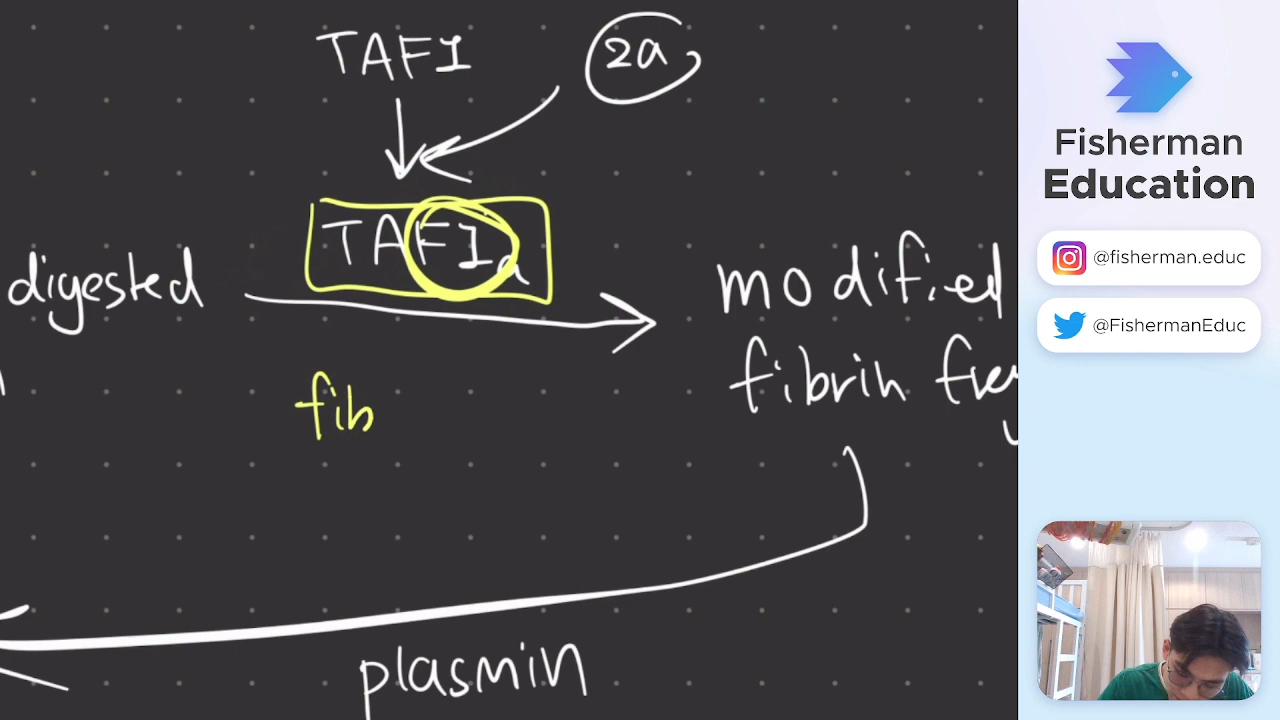 TAFI
2a
TAFIa
digested
modified
fibrin
fib
plasmin
Fisherman
Education
@fisherman.educ
@FishermanEduc